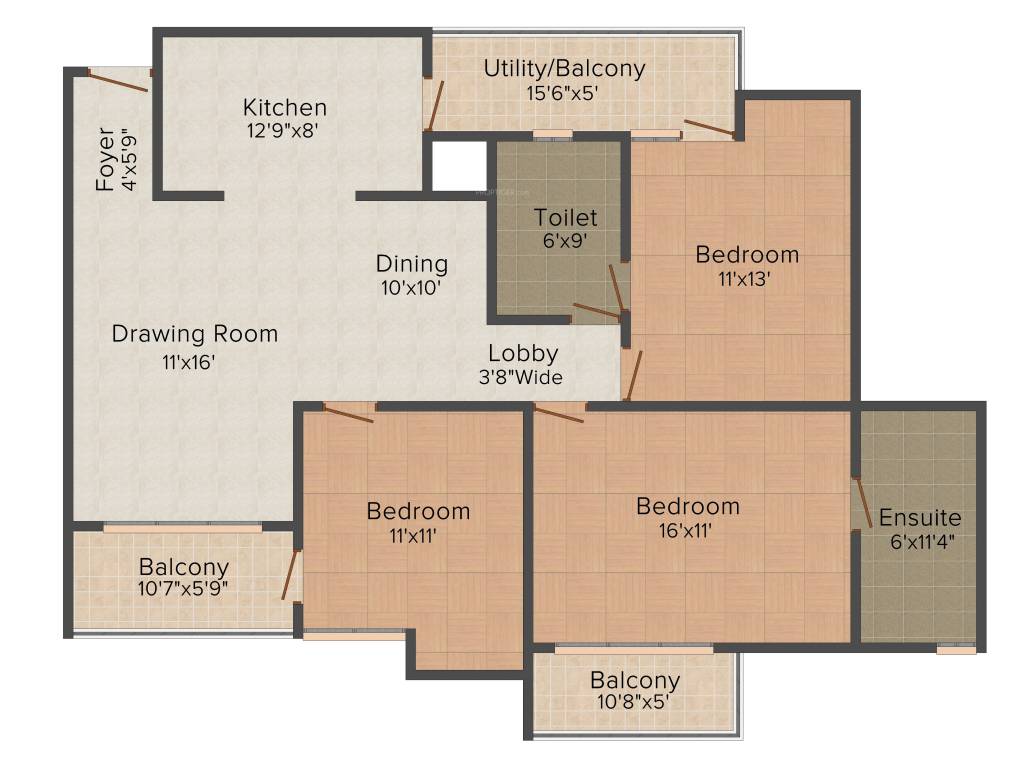 Utility/Balcony
15'6"x5'
Kitchen
12'9"x8'
Foyer
4'x5'9"
PROPTIGER.com
Toilet
6'x9'
Bedroom
11'x13'
Dining
10'x10'
Drawing Room
11'x16'
Lobby
3'8"Wide
Bedroom
11'x11'
Bedroom
16'x11'
Ensuite
6'x11'4"
Balcony
10'7"x5'9"
Balcony
10'8"x5'